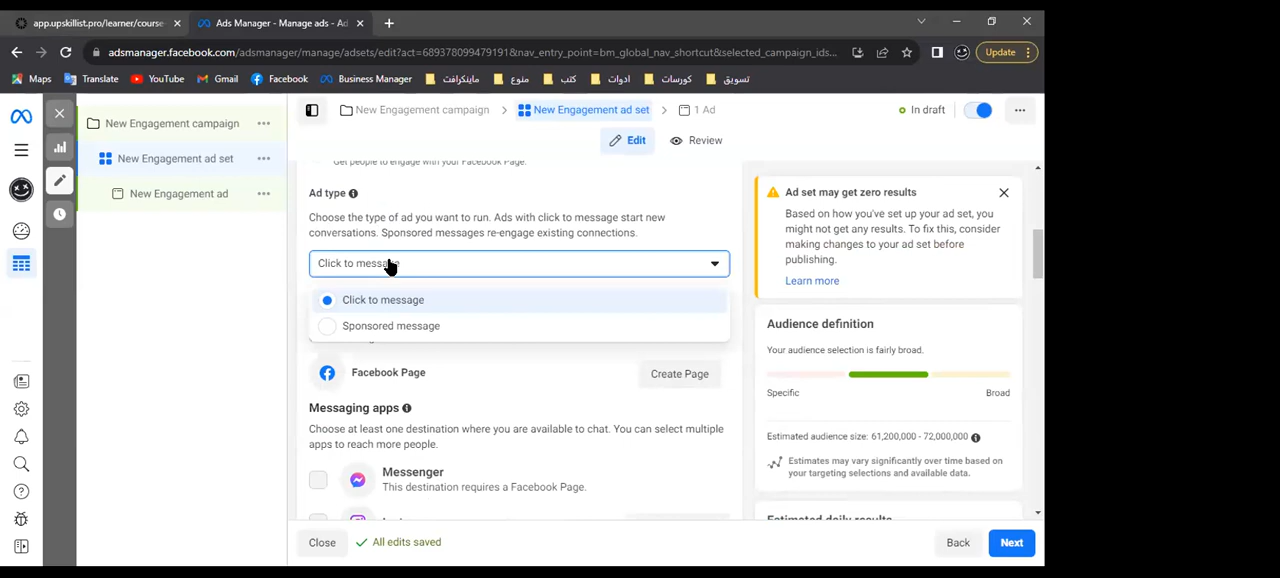 app.upskillist.pro/learner/course
Ads Manager - Manage ads - Ad
adsmanager.facebook.com/adsmanager/manage/adsets/edit?act=689378099479191&nav_entry_point=bm_global_nav_shortcut&selected_campaign_ids...
Update
Maps
Translate
YouTube
Gmail
Facebook
Business Manager
ماينكرافت
منوع
كتب
ادوات
كورسات
تسويق
New Engagement campaign
New Engagement ad set
1 Ad
In draft
Edit
Review
New Engagement campaign
New Engagement ad set
New Engagement ad
Get people to engage with your Facebook Page.
Ad type
Choose the type of ad you want to run. Ads with click to message start new
conversations. Sponsored messages re-engage existing connections.
Click to message
Click to message
Sponsored message
Facebook Page
Create Page
Messaging apps
Choose at least one destination where you are available to chat. You can select multiple
apps to reach more people.
Messenger
This destination requires a Facebook Page.
Ad set may get zero results
Based on how you've set up your ad set, you
might not get any results. To fix this, consider
making changes to your ad set before
publishing.
Learn more
Audience definition
Your audience selection is fairly broad.
Specific
Broad
Estimated audience size: 61,200,000 - 72,000,000
Estimates may vary significantly over time based on
your targeting selections and available data.
Estimated daily results
Close
All edits saved
Back
Next